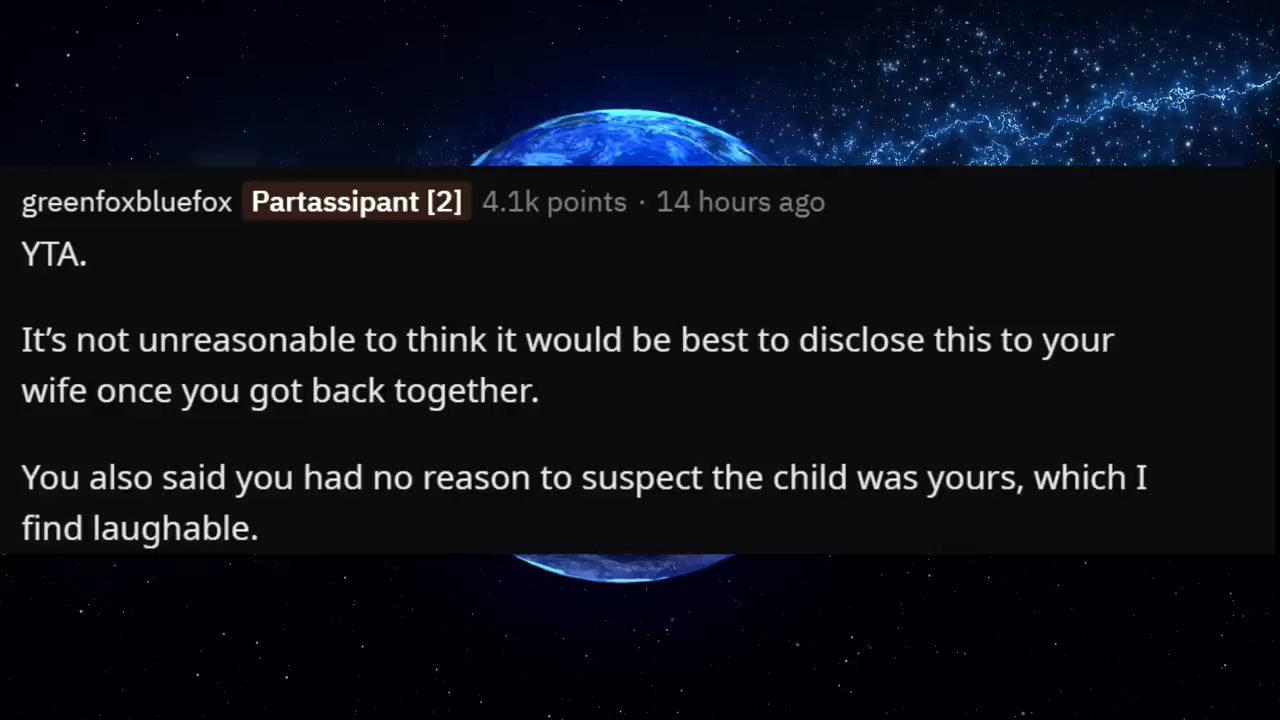 greenfoxbluefox Partassipant [2] 4.1k points · 14 hours ago
YTA.
It’s not unreasonable to think it would be best to disclose this to your
wife once you got back together.
You also said you had no reason to suspect the child was yours, which I
find laughable.